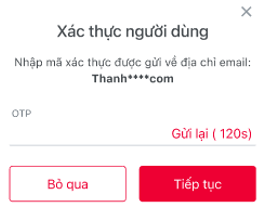 Xác thực người dùng
Nhập mã xác thực được gửi về địa chỉ email:
Thanh****com
OTP
Gửi lại ( 120s)
Bỏ qua
Tiếp tục